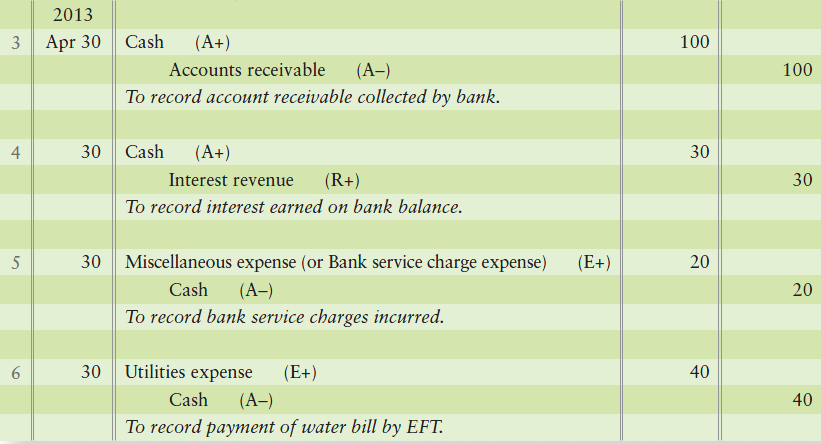 2013
3 Apr 30 Cash (A+) 100
Accounts receivable (A–) 100
To record account receivable collected by bank.
4 30 Cash (A+) 30
Interest revenue (R+) 30
To record interest earned on bank balance.
5 30 Miscellaneous expense (or Bank service charge expense) (E+) 20
Cash (A–) 20
To record bank service charges incurred.
6 30 Utilities expense (E+) 40
Cash (A–) 40
To record payment of water bill by EFT.